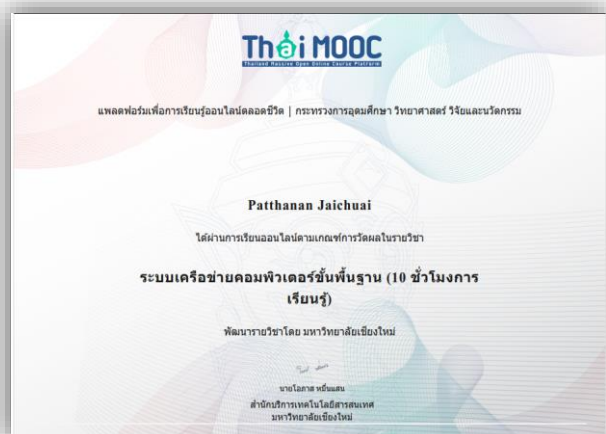 Thai MOOC
Thailand Massive Open Online Course Platform
แพลตฟอร์มเพื่อการเรียนรู้ออนไลน์ตลอดชีวิต | กระทรวงการอุดมศึกษา วิทยาศาสตร์ วิจัยและนวัตกรรม
Patthanan Jaichuai
ได้ผ่านการเรียนออนไลน์ตามเกณฑ์การวัดผลในรายวิชา
ระบบเครือข่ายคอมพิวเตอร์ขั้นพื้นฐาน (10 ชั่วโมงการ
เรียนรู้)
พัฒนารายวิชาโดย มหาวิทยาลัยเชียงใหม่
นายโอภาส หมื่นแสน
สำนักบริการเทคโนโลยีสารสนเทศ
มหาวิทยาลัยเชียงใหม่